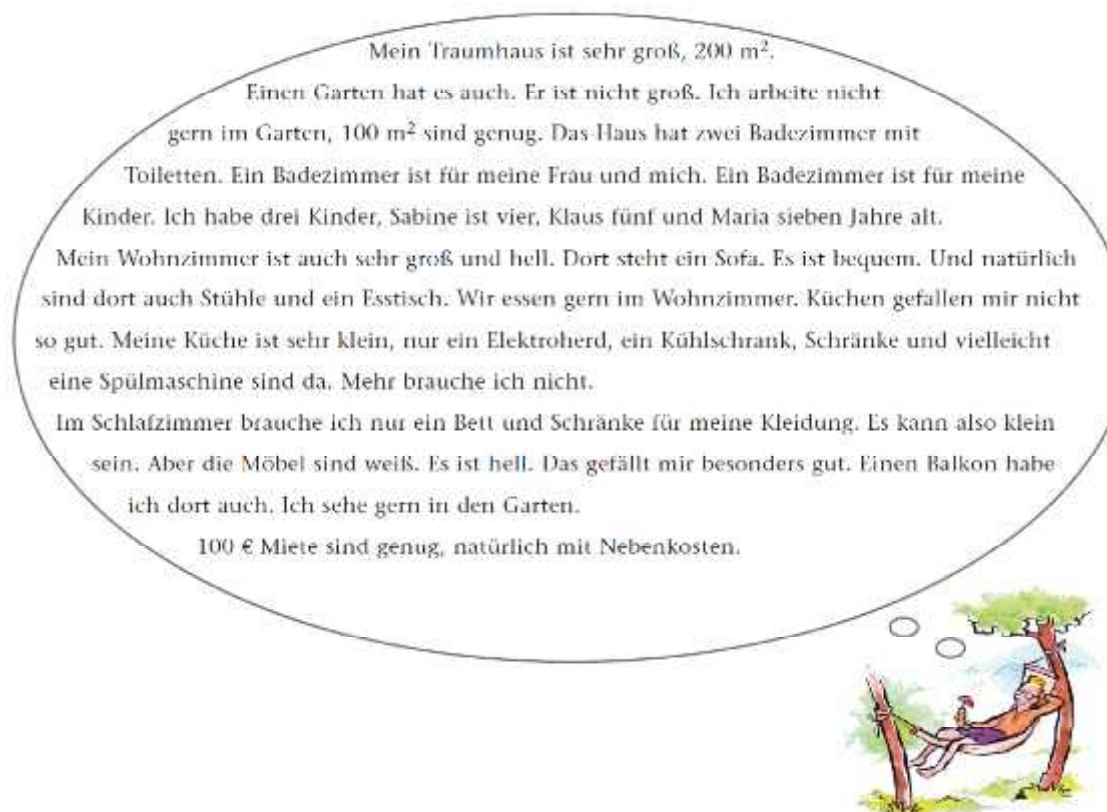 Mein Traumhaus ist sehr groß, 200 m².
Einen Garten hat es auch. Er ist nicht groß. Ich arbeite nicht
gern im Garten, 100 m² sind genug. Das Haus hat zwei Badezimmer mit
Toiletten. Ein Badezimmer ist für meine Frau und mich. Ein Badezimmer ist für meine
Kinder. Ich habe drei Kinder, Sabine ist vier, Klaus fünf und Maria sieben Jahre alt.
Mein Wohnzimmer ist auch sehr groß und hell. Dort steht ein Sofa. Es ist bequem. Und natürlich
sind dort auch Stühle und ein Esstisch. Wir essen gern im Wohnzimmer. Küchen gefallen mir nicht
so gut. Meine Küche ist sehr klein, nur ein Elektroherd, ein Kühlschrank, Schränke und vielleicht
eine Spülmaschine sind da. Mehr brauche ich nicht.
Im Schlafzimmer brauche ich nur ein Bett und Schränke für meine Kleidung. Es kann also klein
sein. Aber die Möbel sind weiß. Es ist hell. Das gefällt mir besonders gut. Einen Balkon habe
ich dort auch. Ich sehe gern in den Garten.
100 € Miete sind genug, natürlich mit Nebenkosten.